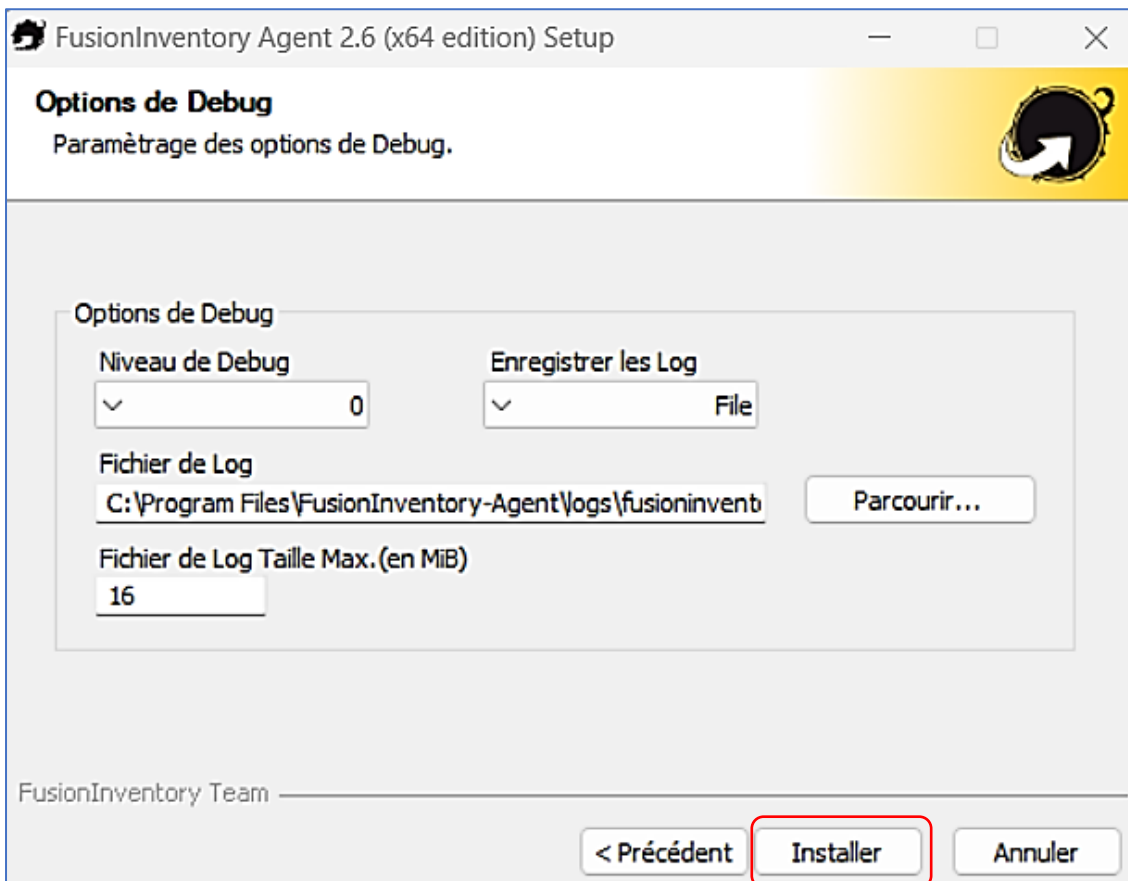 FusionInventory Agent 2.6 (x64 edition) Setup
Options de Debug
Paramètrage des options de Debug.
Options de Debug
Niveau de Debug
Enregistrer les Log
0
File
Fichier de Log
C:\Program Files\FusionInventory-Agent\logs\fusioninvento
Parcourir...
Fichier de Log Taille Max.(en MiB)
16
FusionInventory Team
< Précédent
Installer
Annuler